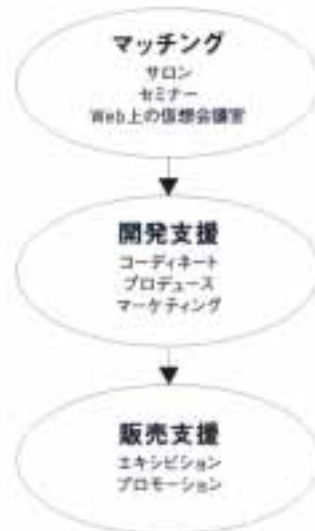 マッチング
サロン
セミナー
Web上の仮想会議室
開発支援
コーディネート
プロデュース
マーケティング
販売支援
エキシビション
プロモーション